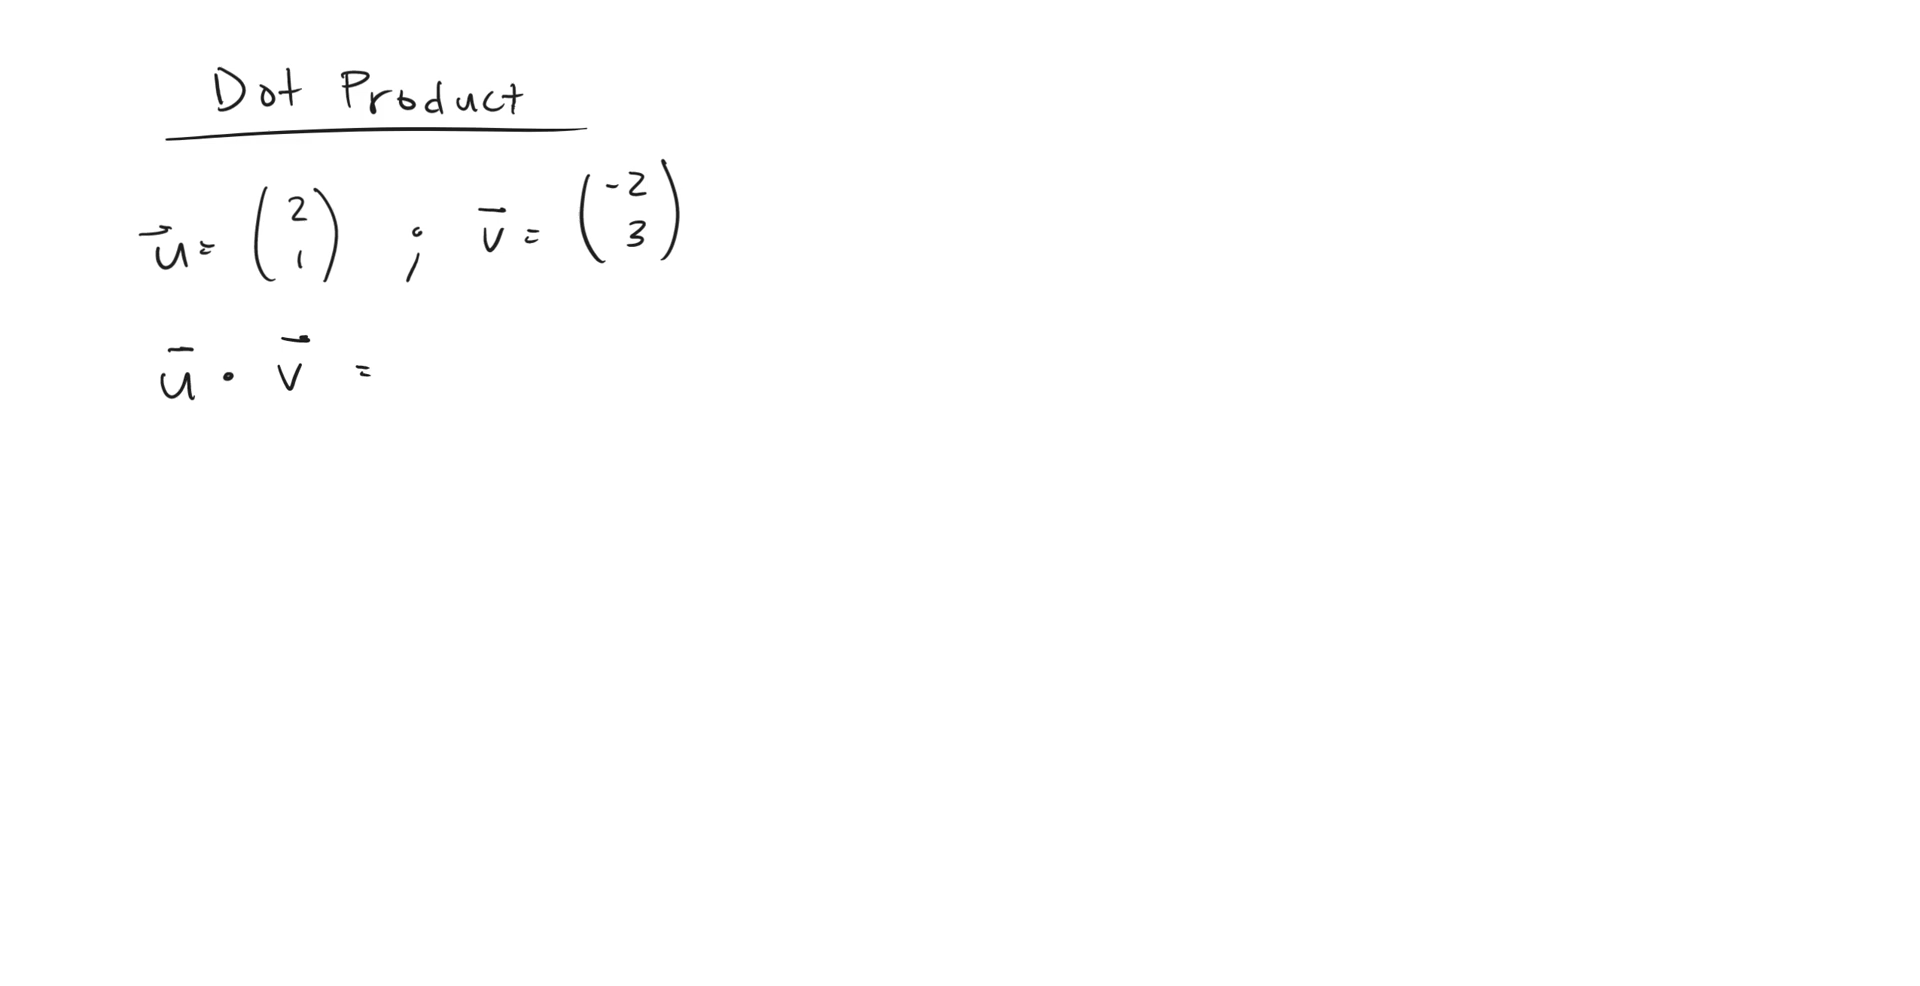 Dot Product
u⃗ = (2 1) ; v⃗ = (-2 3)
u⃗ • v⃗ =